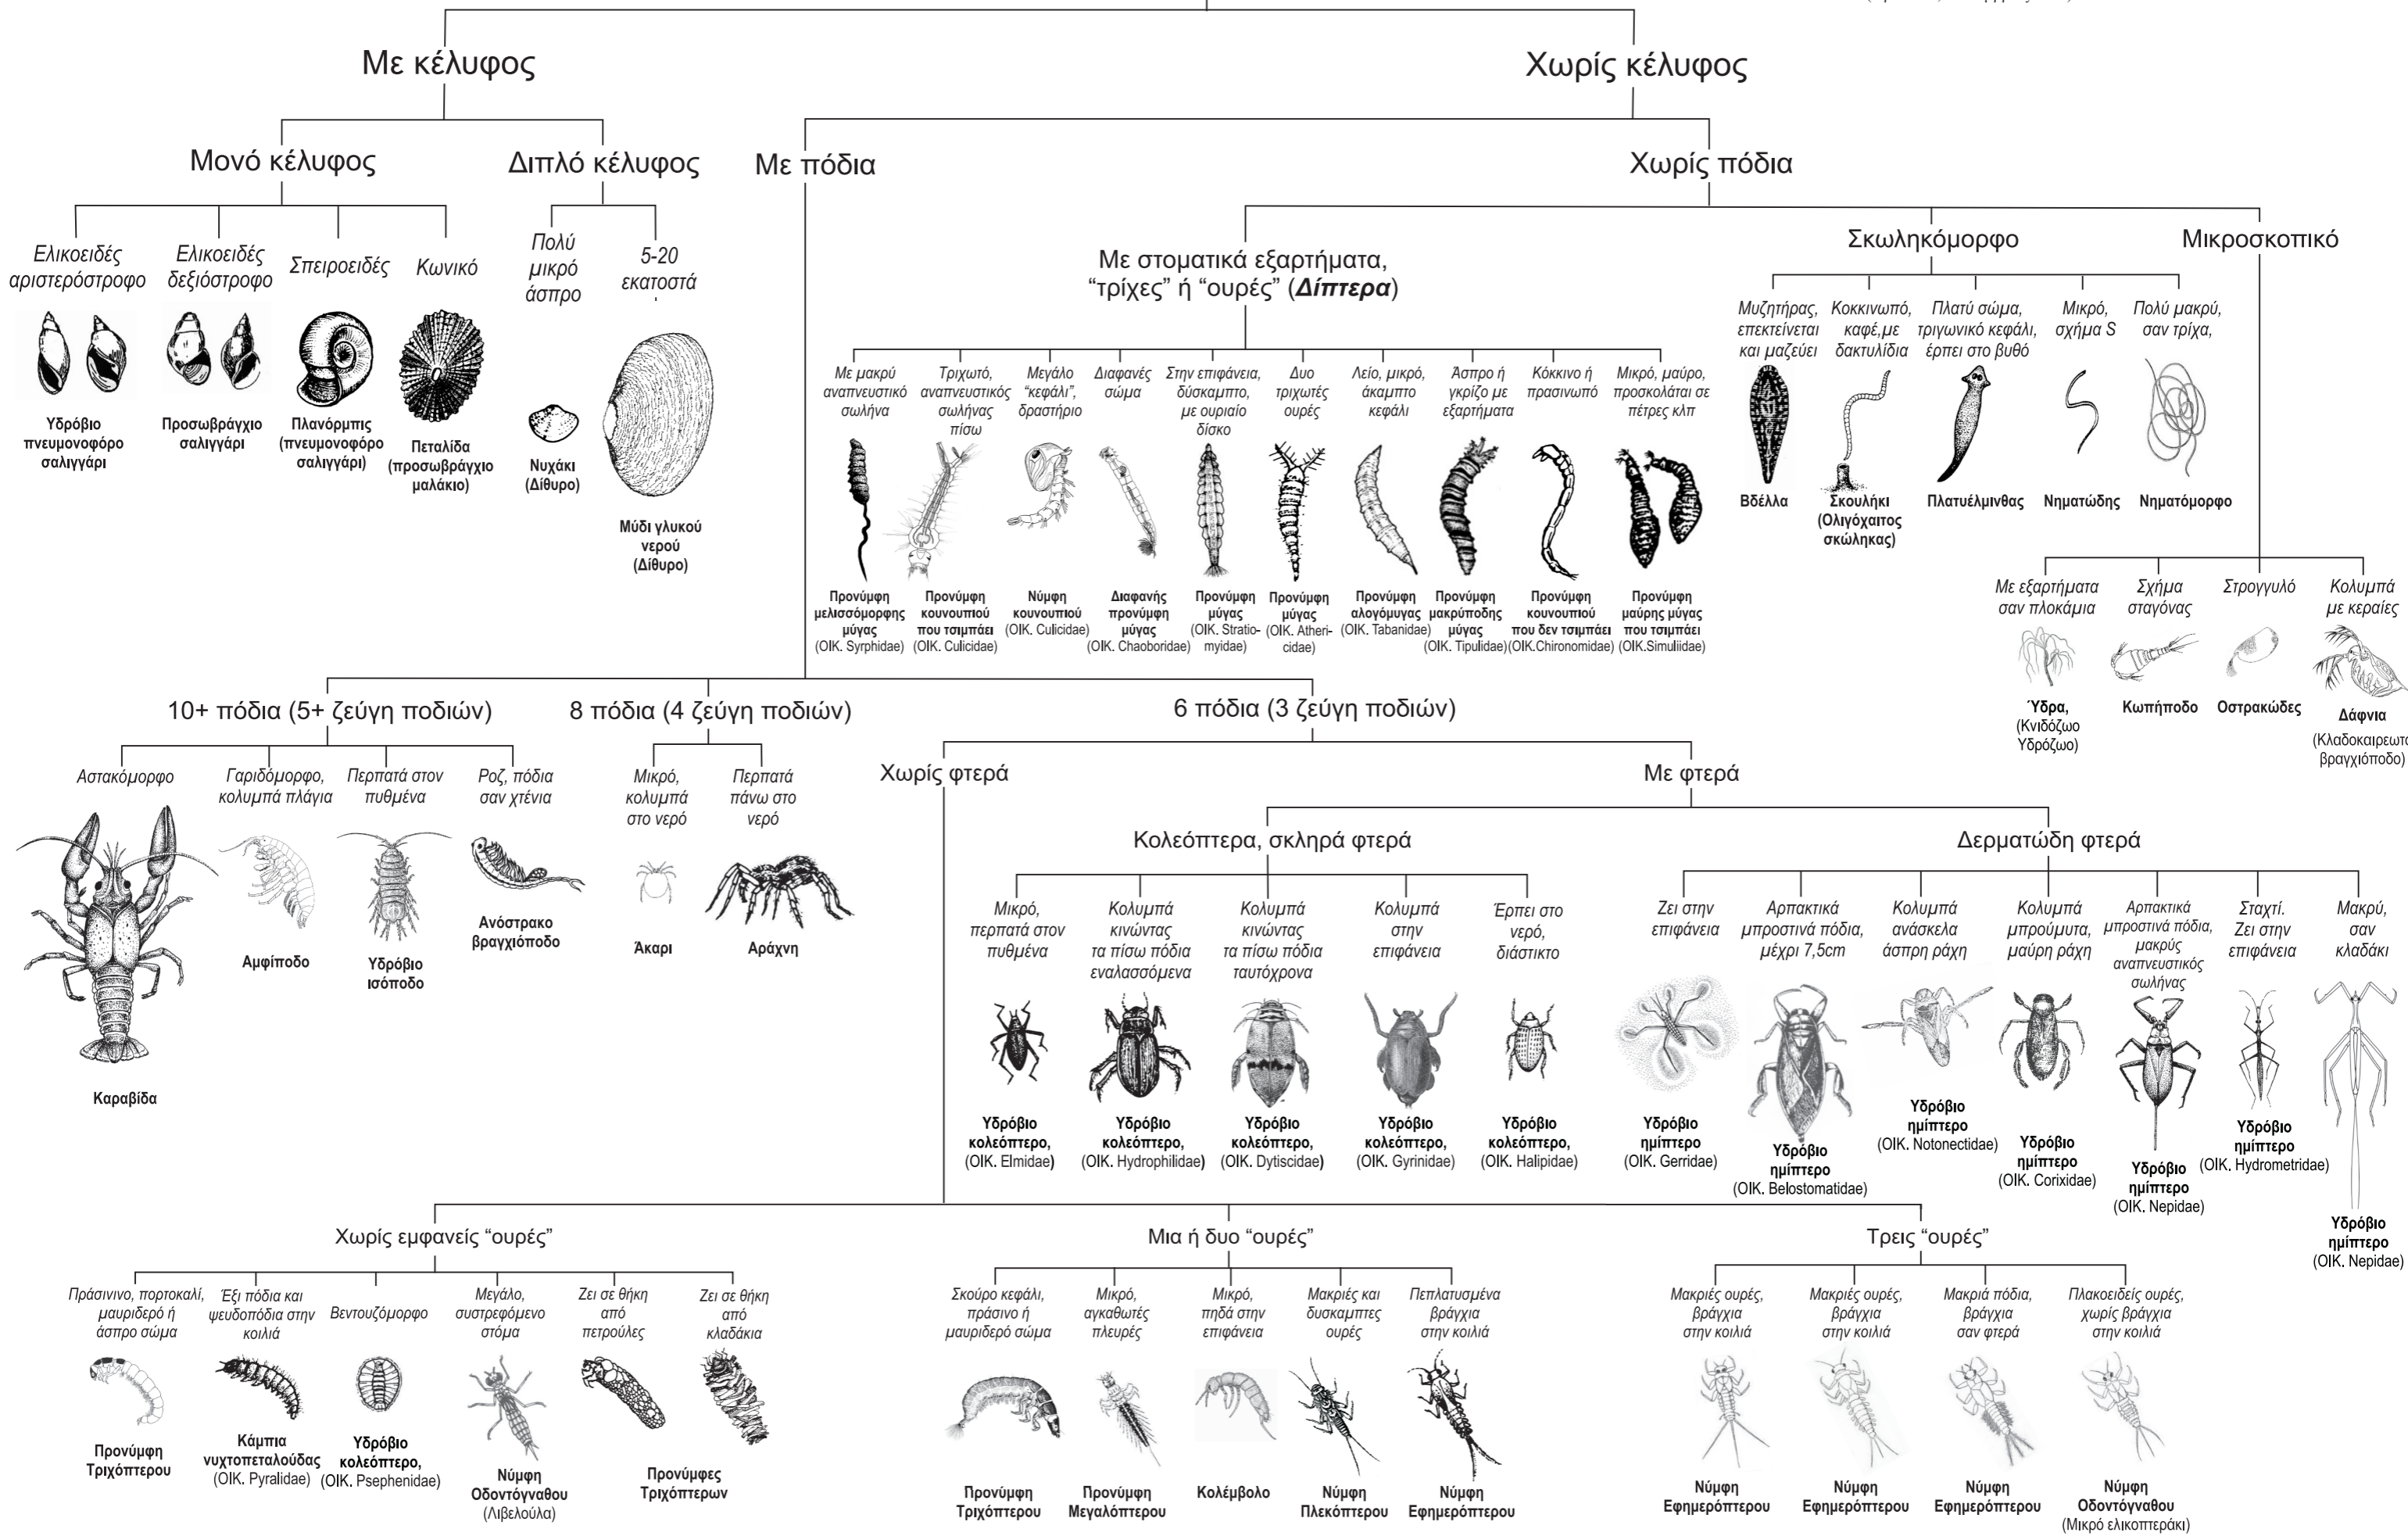 Με κέλυφος
Χωρίς κέλυφος
Μονό κέλυφος
Διπλό κέλυφος
Με πόδια
Χωρίς πόδια
Ελικοειδές
αριστερόστροφο
Ελικοειδές
δεξιόστροφο
Σπειροειδές
Κωνικό
Πολύ
μικρό
άσπρο
5-20
εκατοστά
Υδρόβιο
πνευμονοφόρο
σαλιγγάρι
Προσωβράγχιο
σαλιγγάρι
Πλανόρμπις
(πνευμονοφόρο
σαλιγγάρι)
Πεταλίδα
(προσωβράγχιο
μαλάκιο)
Νυχάκι
(Δίθυρο)
Μύδι γλυκού
νερού
(Δίθυρο)
Με στοματικά εξαρτήματα,
“τρίχες” ή “ουρές” (Δίπτερα)
Σκωληκόμορφο
Μικροσκοπικό
Με μακρύ
αναπνευστικό
σωλήνα
Τριχωτό,
αναπνευστικός
σωλήνας
πίσω
Μεγάλο
“κεφάλι”,
δραστήριο
Διαφανές
σώμα
Στην επιφάνεια,
δύσκαμπτο,
με ουριαίο
δίσκο
Δυο
τριχωτές
ουρές
Λείο, μικρό,
άκαμπτο
κεφάλι
Άσπρο ή
γκρίζο με
εξαρτήματα
Κόκκινο ή
πρασινωπό
Μικρό, μαύρο,
προσκολάται σε
πέτρες κλπ
Προνύμφη
μελισσόμορφης
μύγας
(ΟΙΚ. Syrphidae)
Προνύμφη
κουνουπιού
που τσιμπάει
(ΟΙΚ. Culicidae)
Νύμφη
κουνουπιού
(ΟΙΚ. Culicidae)
Διαφανής
προνύμφη
μύγας
(ΟΙΚ. Chaoboridae)
Προνύμφη
μύγας
(ΟΙΚ. Stratio-
myidae)
Προνύμφη
μύγας
(ΟΙΚ. Atheri-
cidae)
Προνύμφη
αλογόμυγας
(ΟΙΚ. Tabanidae)
Προνύμφη
μακρύποδης
μύγας
(ΟΙΚ. Tipulidae)
Προνύμφη
κουνουπιού
που δεν τσιμπάει
(ΟΙΚ.Chironomidae)
Προνύμφη
μαύρης μύγας
που τσιμπάει
(ΟΙΚ.Simuliidae)
Μυζητήρας,
επεκτείνεται
και μαζεύει
Κοκκινωπό,
καφέ,με
δακτυλίδια
Πλατύ σώμα,
τριγωνικό κεφάλι,
έρπει στο βυθό
Μικρό,
σχήμα S
Πολύ μακρύ,
σαν τρίχα,
Βδέλλα
Σκουλήκι
(Ολιγόχαιτος
σκώληκας)
Πλατυέλμινθας
Νηματώδης
Νηματόμορφο
Με εξαρτήματα
σαν πλοκάμια
Σχήμα
σταγόνας
Στρογγυλό
Κολυμπά
με κεραίες
Ύδρα,
(Κνιδόζωο
Υδρόζωο)
Κωπήποδο
Οστρακώδες
Δάφνια
βραγχιόποδο)
10+ πόδια (5+ ζεύγη ποδιών)
8 πόδια (4 ζεύγη ποδιών)
6 πόδια (3 ζεύγη ποδιών)
Αστακόμορφο
Γαριδόμορφο,
κολυμπά πλάγια
Περπατά στον
πυθμένα
Ροζ, πόδια
σαν χτένια
Μικρό,
κολυμπά
στο νερό
Περπατά
πάνω στο
νερό
Καραβίδα
Αμφίποδο
Υδρόβιο
ισόποδο
Ανόστρακο
βραγχιόποδο
Άκαρι
Αράχνη
Χωρίς φτερά
Με φτερά
Κολεόπτερα, σκληρά φτερά
Δερματώδη φτερά
Μικρό,
περπατά στον
πυθμένα
Κολυμπά
κινώντας
τα πίσω πόδια
εναλασσόμενα
Κολυμπά
κινώντας
τα πίσω πόδια
ταυτόχρονα
Κολυμπά
στην
επιφάνεια
Έρπει στο
νερό,
διάστικτο
Υδρόβιο
κολεόπτερο,
(ΟΙΚ. Elmidae)
Υδρόβιο
κολεόπτερο,
(ΟΙΚ. Hydrophilidae)
Υδρόβιο
κολεόπτερο,
(ΟΙΚ. Dytiscidae)
Υδρόβιο
κολεόπτερο,
(ΟΙΚ. Gyrinidae)
Υδρόβιο
κολεόπτερο,
(ΟΙΚ. Halipidae)
Ζει στην
επιφάνεια
Αρπακτικά
μπροστινά πόδια,
μέχρι 7,5cm
Κολυμπά
ανάσκελα
άσπρη ράχη
Κολυμπά
μπρούμυτα,
μαύρη ράχη
Αρπακτικά
μπροστινά πόδια,
μακρύς
αναπνευστικός
σωλήνας
Σταχτί.
Ζει στην
επιφάνεια
Μακρύ,
σαν
κλαδάκι
Υδρόβιο
ημίπτερο
(ΟΙΚ. Gerridae)
Υδρόβιο
ημίπτερο
(ΟΙΚ. Belostomatidae)
Υδρόβιο
ημίπτερο
(ΟΙΚ. Notonectidae)
Υδρόβιο
ημίπτερο
(ΟΙΚ. Corixidae)
Υδρόβιο
ημίπτερο
(ΟΙΚ. Nepidae)
Υδρόβιο
ημίπτερο
(ΟΙΚ. Hydrometridae)
Υδρόβιο
ημίπτερο
(ΟΙΚ. Nepidae)
Χωρίς εμφανείς “ουρές”
Μια ή δυο “ουρές”
Τρεις “ουρές”
Πράσινινο, πορτοκαλί,
μαυριδερό ή
άσπρο σώμα
Έξι πόδια και
ψευδοπόδια στην
κοιλιά
Βεντουζόμορφο
Μεγάλο,
συστρεφόμενο
στόμα
Ζει σε θήκη
από
πετρούλες
Ζει σε θήκη
από
κλαδάκια
Προνύμφη
Τριχόπτερου
Κάμπια
νυχτοπεταλούδας
(ΟΙΚ. Pyralidae)
Υδρόβιο
κολεόπτερο,
(ΟΙΚ. Psephenidae)
Νύμφη
Οδοντόγναθου
(Λιβελούλα)
Προνύμφες
Τριχόπτερων
Σκούρο κεφάλι,
πράσινο ή
μαυριδερό σώμα
Μικρό,
αγκαθωτές
πλευρές
Μικρό,
πηδά στην
επιφάνεια
Μακριές και
δυσκαμπτες
ουρές
Πεπλατυσμένα
βράγχια
στην κοιλιά
Προνύμφη
Τριχόπτερου
Προνύμφη
Μεγαλόπτερου
Κολέμβολο
Νύμφη
Πλεκόπτερου
Νύμφη
Εφημερόπτερου
Μακριές ουρές,
βράγχια
στην κοιλιά
Μακριές ουρές,
βράγχια
στην κοιλιά
Μακριά πόδια,
βράγχια
σαν φτερά
Πλακοειδείς ουρές,
χωρίς βράγχια
στην κοιλιά
Νύμφη
Εφημερόπτερου
Νύμφη
Εφημερόπτερου
Νύμφη
Εφημερόπτερου
Νύμφη
Οδοντόγναθου
(Μικρό ελικοπτεράκι)